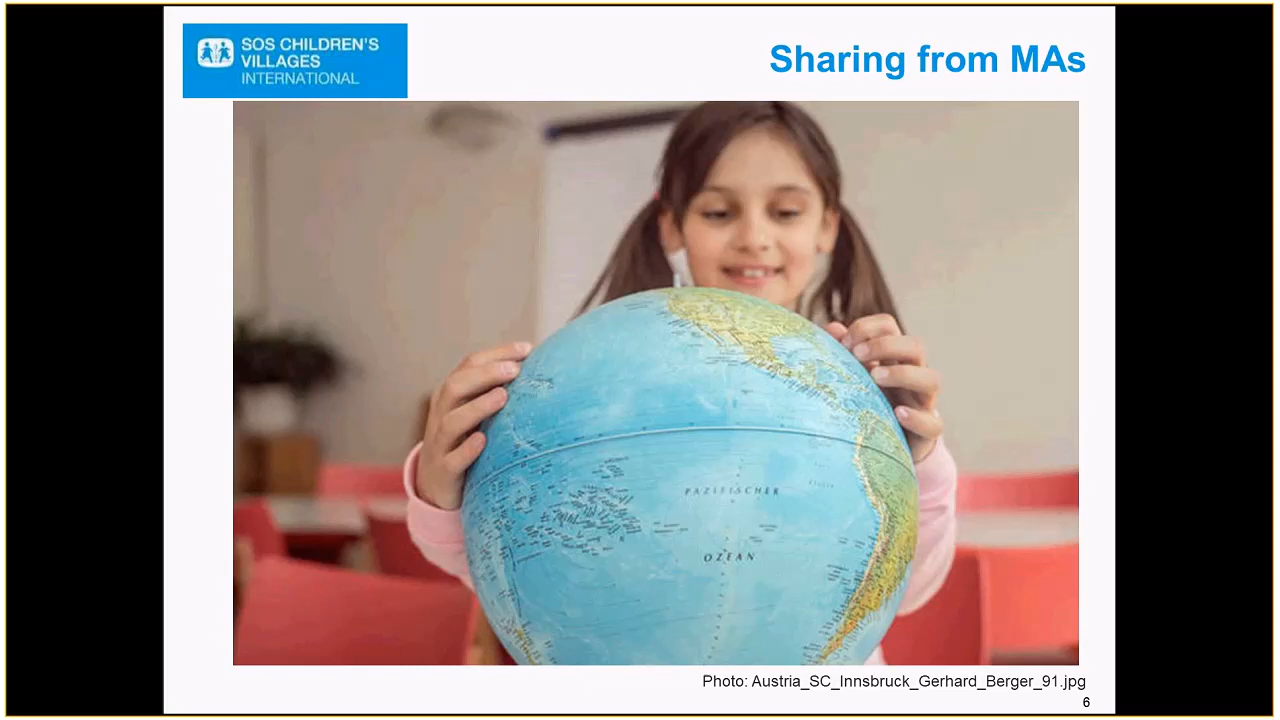 SOS CHILDREN'S
VILLAGES
INTERNATIONAL
Sharing from MAs
PAZIFISCHER
OZEAN
Photo: Austria_SC_Innsbruck_Gerhard_Berger_91.jpg
6